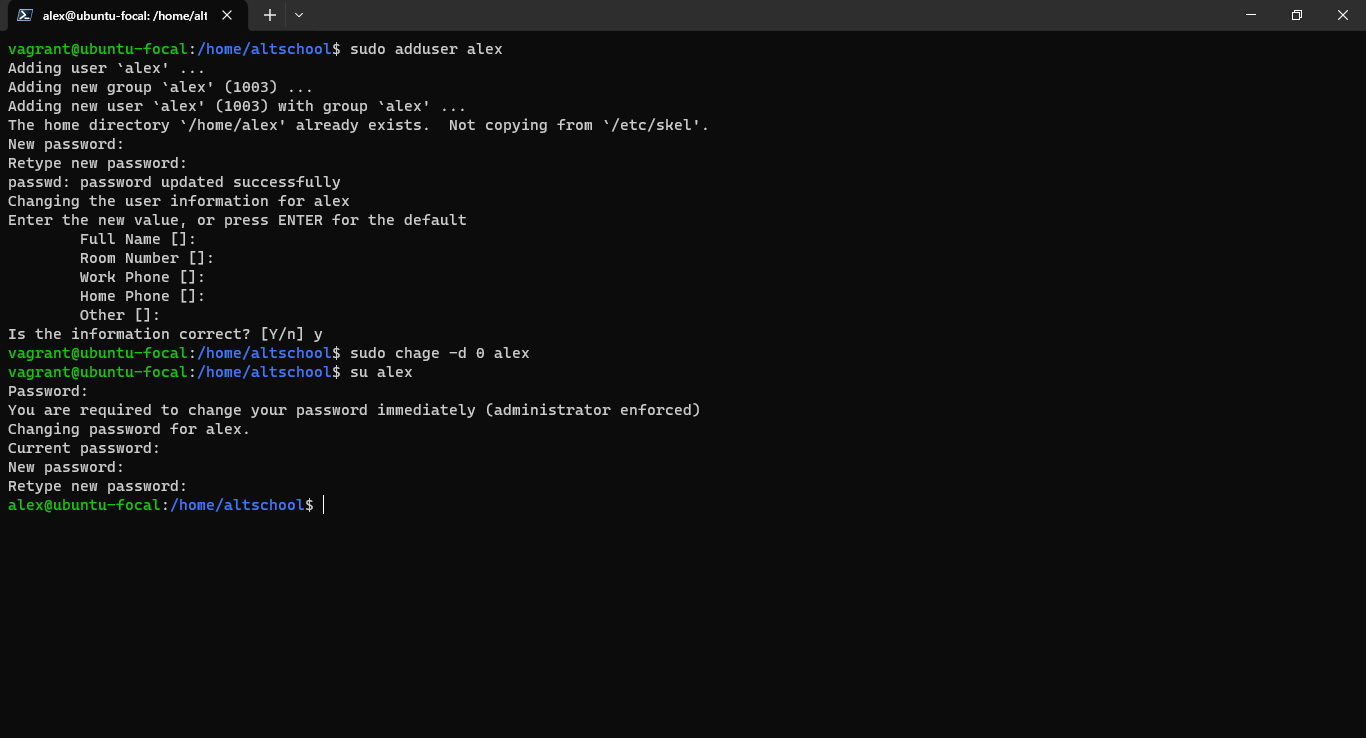 alex@ubuntu-focal: /home/alt
vagrant@ubuntu-focal:/home/altschool$ sudo adduser alex
Adding user `alex' ...
Adding new group `alex' (1003) ...
Adding new user `alex' (1003) with group `alex' ...
The home directory `/home/alex' already exists.  Not copying from `/etc/skel'.
New password:
Retype new password:
passwd: password updated successfully
Changing the user information for alex
Enter the new value, or press ENTER for the default
        Full Name []:
        Room Number []:
        Work Phone []:
        Home Phone []:
        Other []:
Is the information correct? [Y/n] y
vagrant@ubuntu-focal:/home/altschool$ sudo chage -d 0 alex
vagrant@ubuntu-focal:/home/altschool$ su alex
Password:
You are required to change your password immediately (administrator enforced)
Changing password for alex.
Current password:
New password:
Retype new password:
alex@ubuntu-focal:/home/altschool$